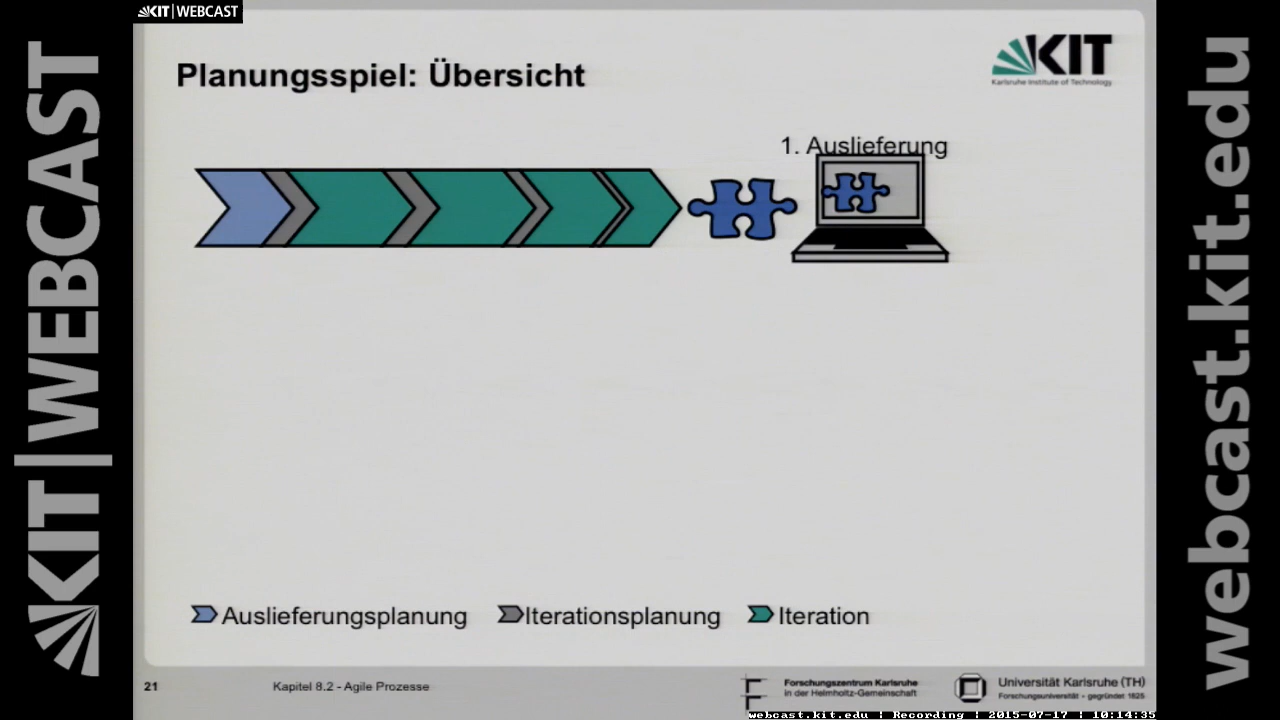 KIT|WEBCAST
KIT|WEBCAST
webcast.kit.edu
Planungsspiel: Übersicht
KIT
Karlsruhe Institute of Technology
1. Auslieferung
Auslieferungsplanung
Iterationsplanung
Iteration
21
Kapitel 8.2 - Agile Prozesse
Forschungszentrum Karlsruhe
in der Helmholtz-Gemeinschaft
Universität Karlsruhe (TH)
Forschungsuniversität - gegründet 1825
webcast.kit.edu | Recording | 2015-07-17 | 10:14:35